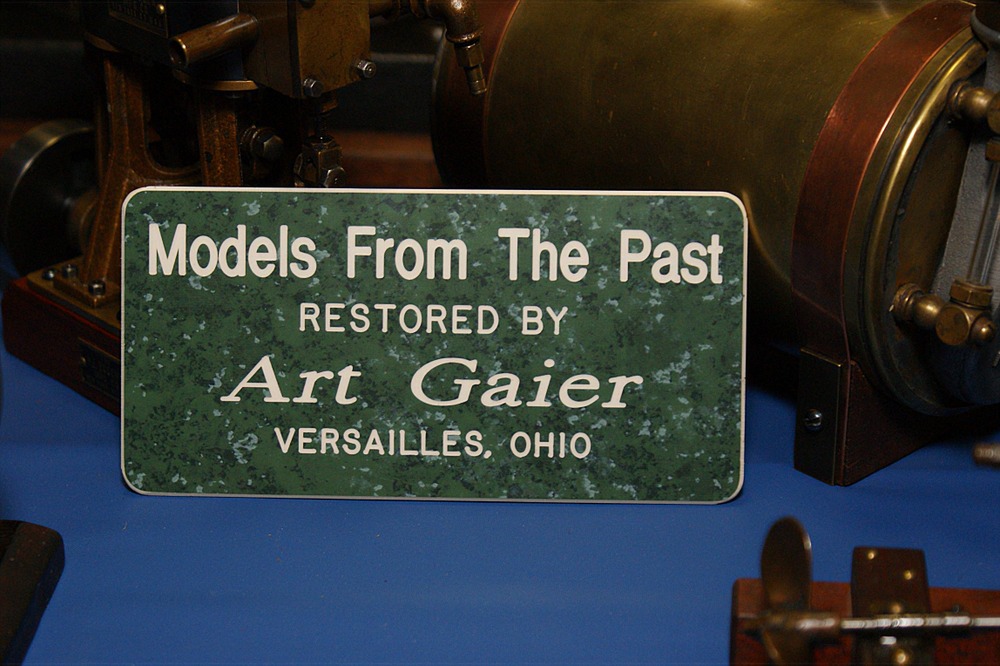 Models From The Past
RESTORED BY
Art Gaier
VERSAILLES, OHIO